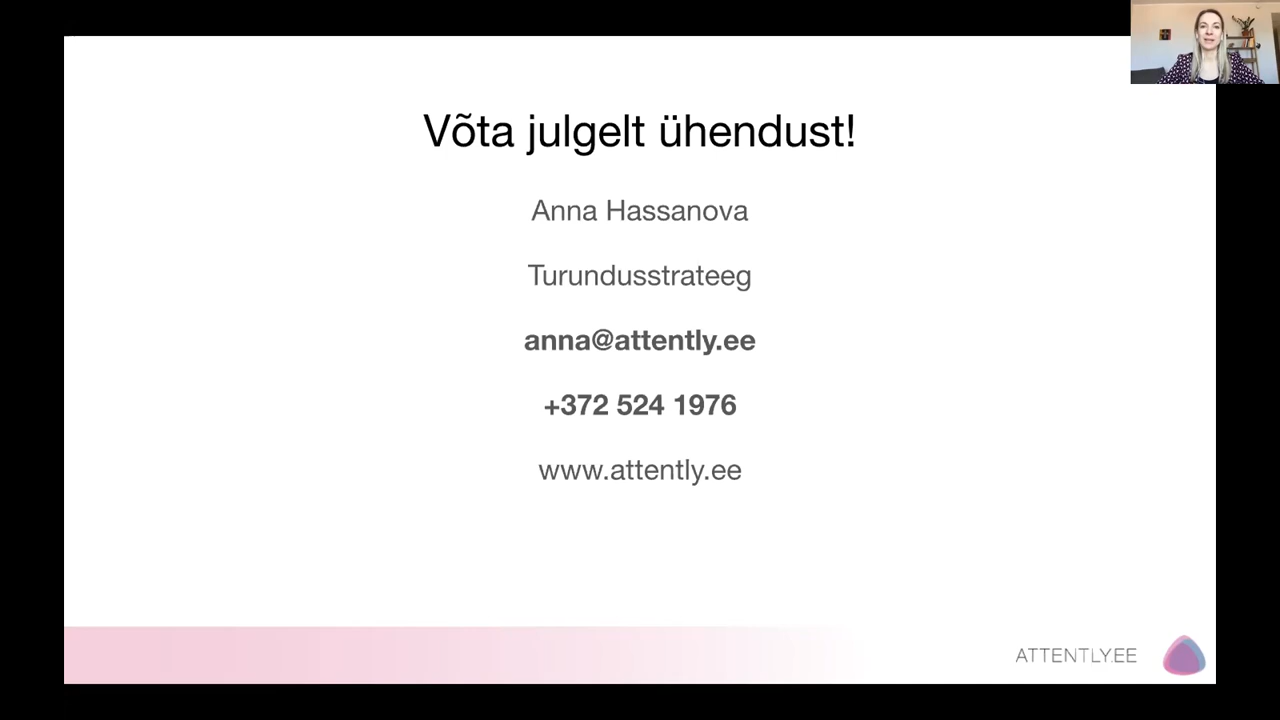 Võta julgelt ühendust!
Anna Hassanova
Turundusstrateeg
anna@attently.ee
+372 524 1976
www.attently.ee
ATTENTLY.EE